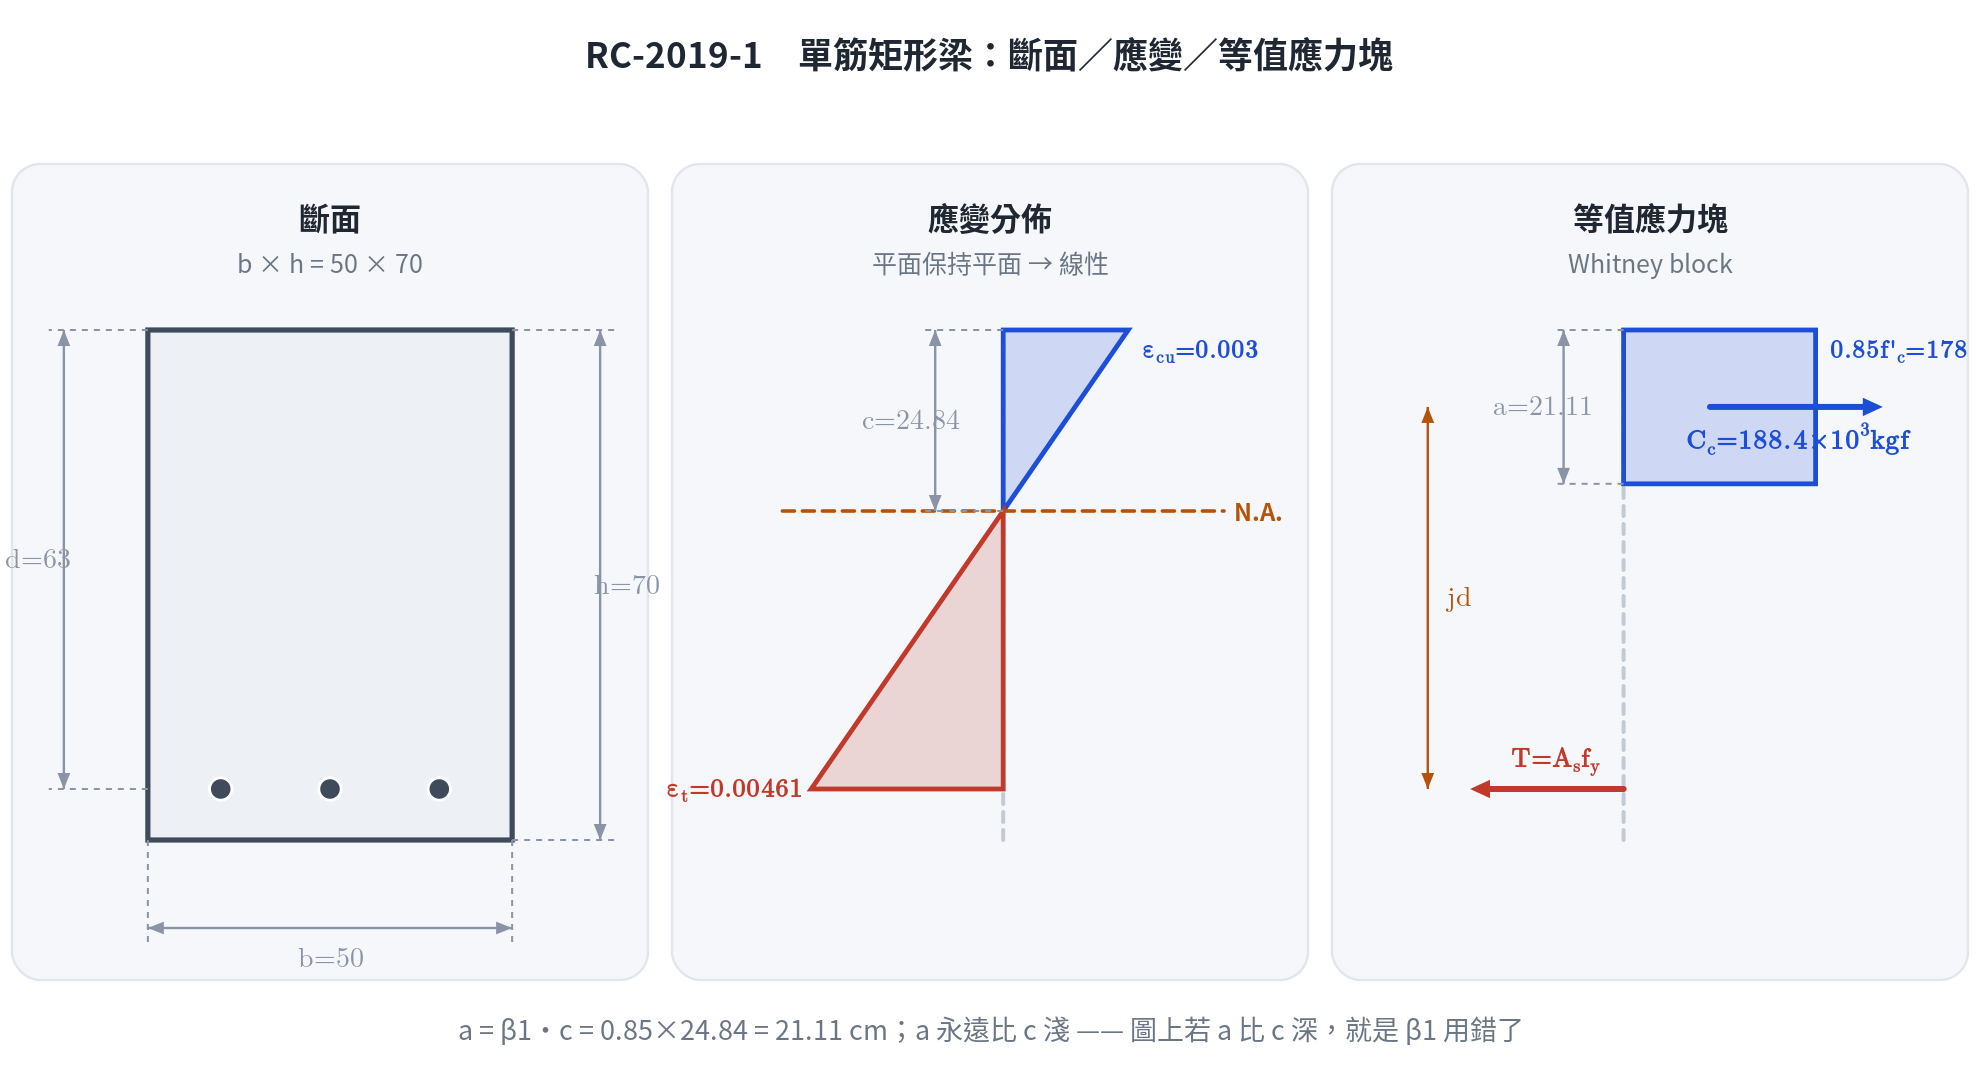 RC-2019-1 單筋矩形梁：斷面／應變／等值應力塊
斷面
b × h = 50 × 70
d=63
h=70
b=50
應變分佈
平面保持平面 → 線性
εcu=0.003
c=24.84
N.A.
εt=0.00461
等值應力塊
Whitney block
0.85f'c=178
a=21.11
Cc=188.4×10³kgf
jd
T=Asfy
a = β1・c = 0.85×24.84 = 21.11 cm；a 永遠比 c 淺 —— 圖上若 a 比 c 深，就是 β1 用錯了